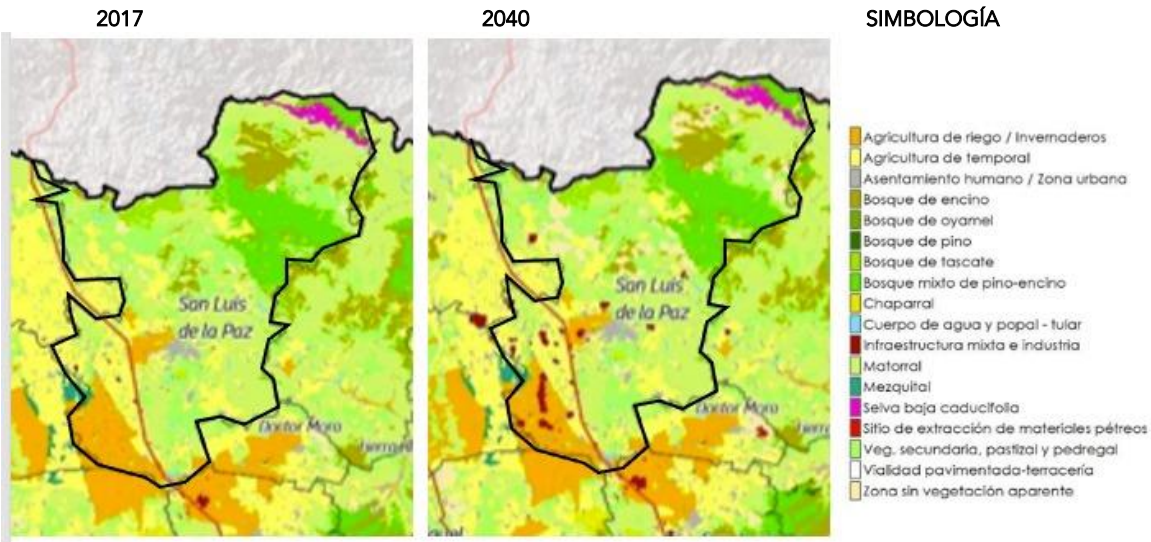 2017
2040
SIMBOLOGÍA
San Luis
de la Paz
Doctor Mora
San Luis
de la Paz
Doctor Mora
Agricultura de riego / Invernaderos
Agricultura de temporal
Asentamiento humano / Zona urbana
Bosque de encino
Bosque de oyamel
Bosque de pino
Bosque de tascate
Bosque mixto de pino-encino
Chaparral
Cuerpo de agua y popal - tular
Infraestructura mixta e industria
Matorral
Mezquital
Selva baja caducifolia
Sitio de extracción de materiales pétreos
Veg. secundaria, pastizal y pedregal
Vialidad pavimentada-terracería
Zona sin vegetación aparente